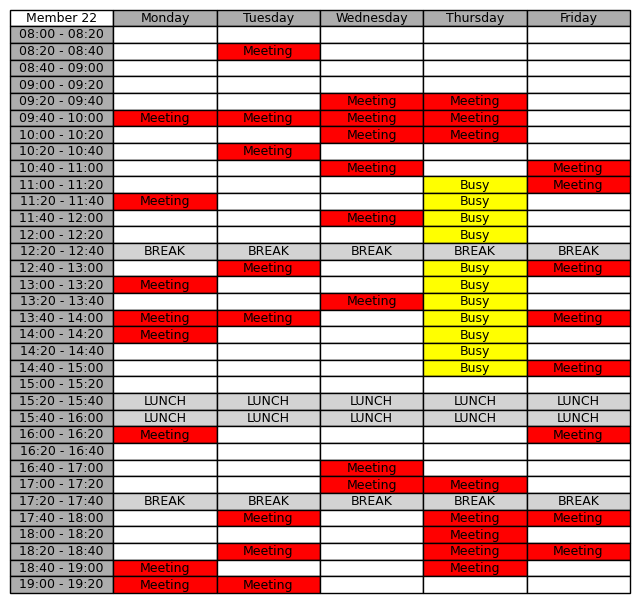 Member 22 Monday Tuesday Wednesday Thursday Friday
08:00 - 08:20
08:20 - 08:40 Meeting
08:40 - 09:00
09:00 - 09:20
09:20 - 09:40 Meeting Meeting
09:40 - 10:00 Meeting Meeting Meeting Meeting
10:00 - 10:20 Meeting Meeting
10:20 - 10:40 Meeting
10:40 - 11:00 Meeting Meeting
11:00 - 11:20 Busy Meeting
11:20 - 11:40 Meeting Busy
11:40 - 12:00 Meeting Busy
12:00 - 12:20 Busy
12:20 - 12:40 BREAK BREAK BREAK BREAK BREAK
12:40 - 13:00 Meeting Busy Meeting
13:00 - 13:20 Meeting Busy
13:20 - 13:40 Meeting Busy
13:40 - 14:00 Meeting Meeting Busy Meeting
14:00 - 14:20 Meeting Busy
14:20 - 14:40 Busy
14:40 - 15:00 Busy Meeting
15:00 - 15:20
15:20 - 15:40 LUNCH LUNCH LUNCH LUNCH LUNCH
15:40 - 16:00 LUNCH LUNCH LUNCH LUNCH LUNCH
16:00 - 16:20 Meeting Meeting
16:20 - 16:40
16:40 - 17:00 Meeting
17:00 - 17:20 Meeting Meeting
17:20 - 17:40 BREAK BREAK BREAK BREAK BREAK
17:40 - 18:00 Meeting Meeting Meeting
18:00 - 18:20 Meeting
18:20 - 18:40 Meeting Meeting Meeting
18:40 - 19:00 Meeting Meeting
19:00 - 19:20 Meeting Meeting